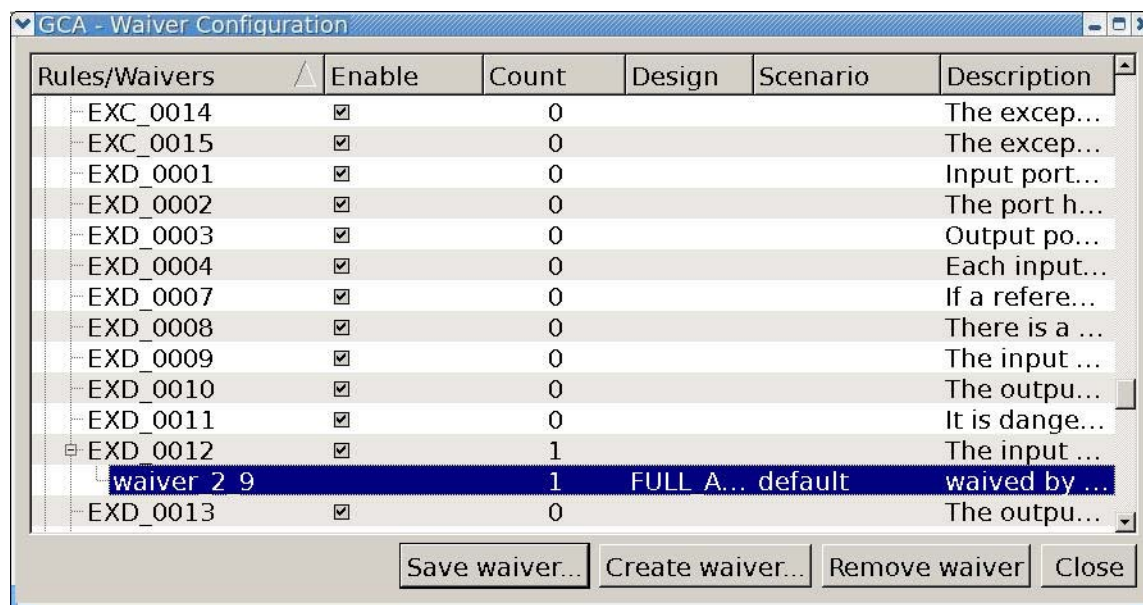 GCA - Waiver Configuration
Rules/Waivers Enable Count Design Scenario Description
EXC_0014 0 The excep...
EXC_0015 0 The excep...
EXD_0001 0 Input port...
EXD_0002 0 The port h...
EXD_0003 0 Output po...
EXD_0004 0 Each input...
EXD_0007 0 If a refere...
EXD_0008 0 There is a ...
EXD_0009 0 The input ...
EXD_0010 0 The outpu...
EXD_0011 0 It is dange...
EXD_0012 1 The input ...
waiver_2_9 1 FULL_A... default waived by ...
EXD_0013 0 The outpu...
Save waiver... Create waiver... Remove waiver Close